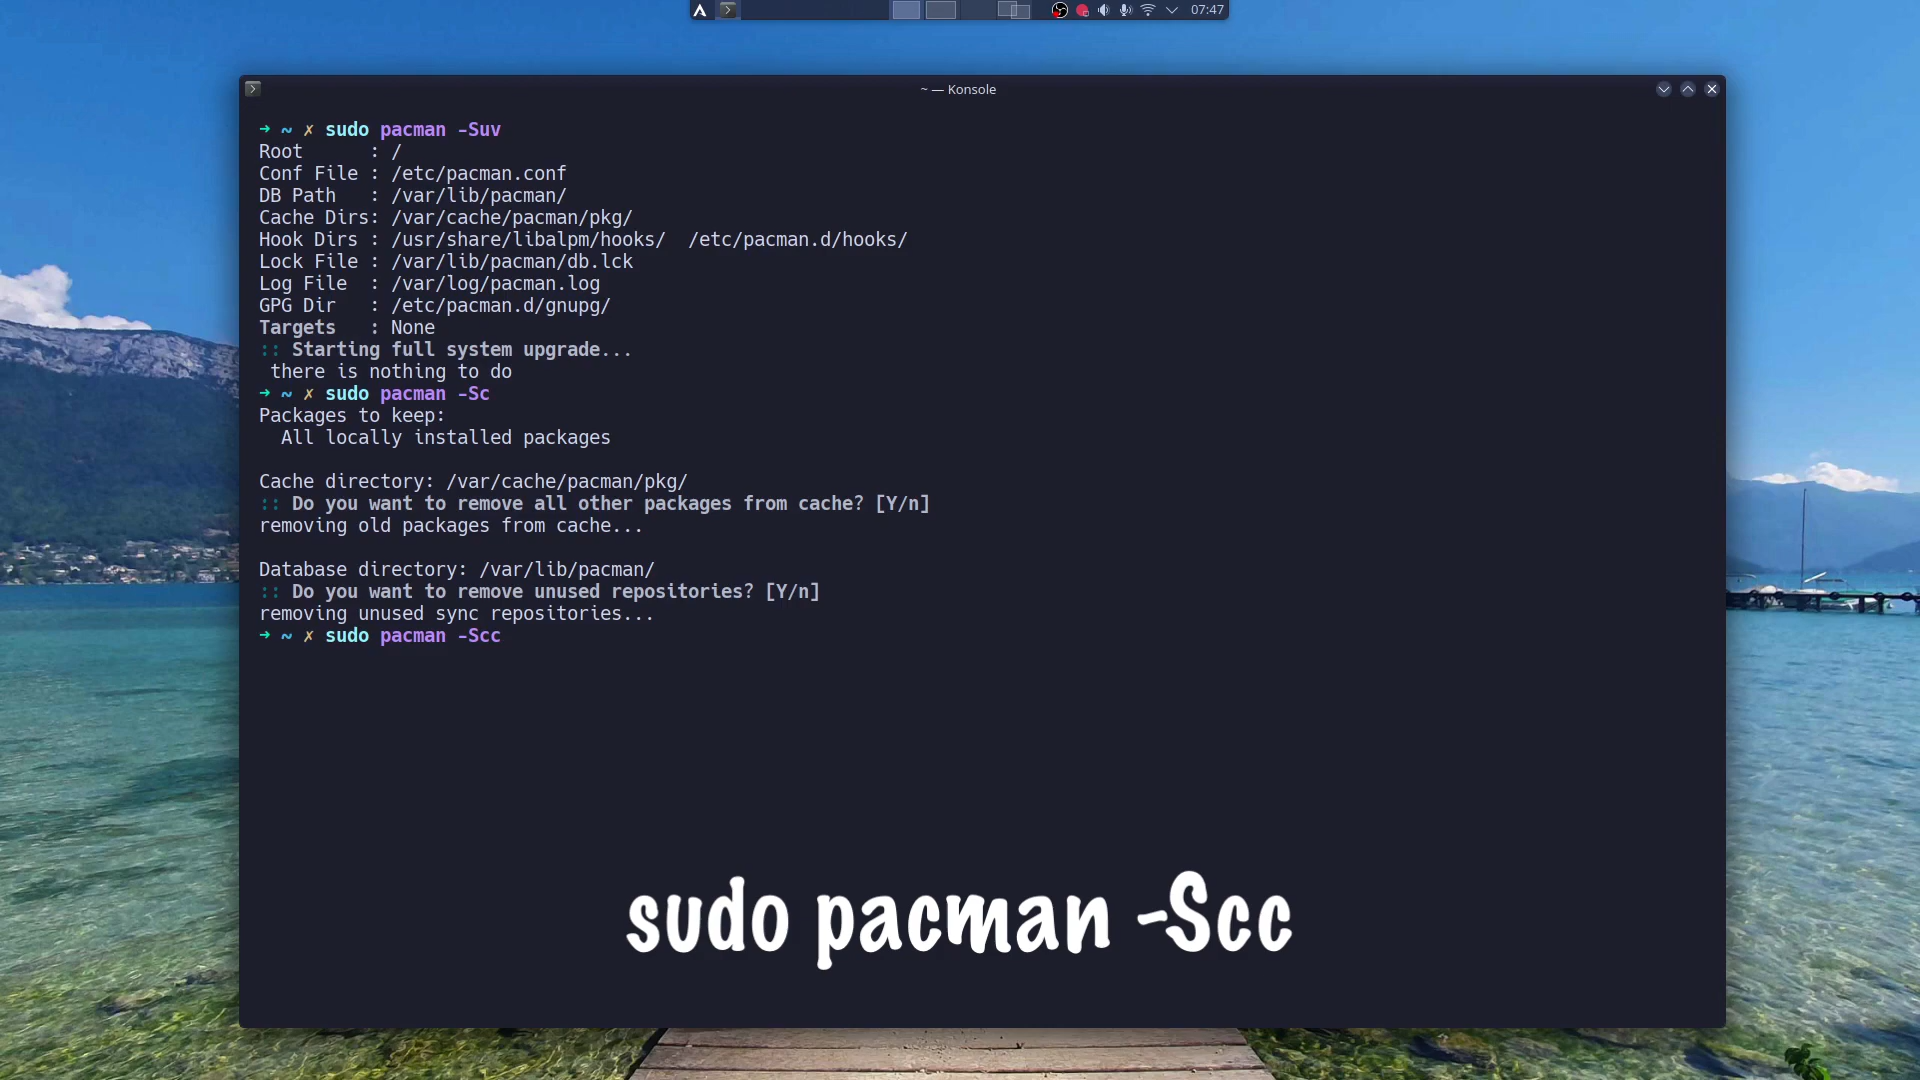 07:47
~ — Konsole
➜ ~ ✗ sudo pacman -Suv
Root      : /
Conf File : /etc/pacman.conf
DB Path   : /var/lib/pacman/
Cache Dirs: /var/cache/pacman/pkg/
Hook Dirs : /usr/share/libalpm/hooks/  /etc/pacman.d/hooks/
Lock File : /var/lib/pacman/db.lck
Log File  : /var/log/pacman.log
GPG Dir   : /etc/pacman.d/gnupg/
Targets   : None
:: Starting full system upgrade...
 there is nothing to do
➜ ~ ✗ sudo pacman -Sc
Packages to keep:
  All locally installed packages
Cache directory: /var/cache/pacman/pkg/
:: Do you want to remove all other packages from cache? [Y/n]
removing old packages from cache...
Database directory: /var/lib/pacman/
:: Do you want to remove unused repositories? [Y/n]
removing unused sync repositories...
➜ ~ ✗ sudo pacman -Scc
sudo pacman -Scc